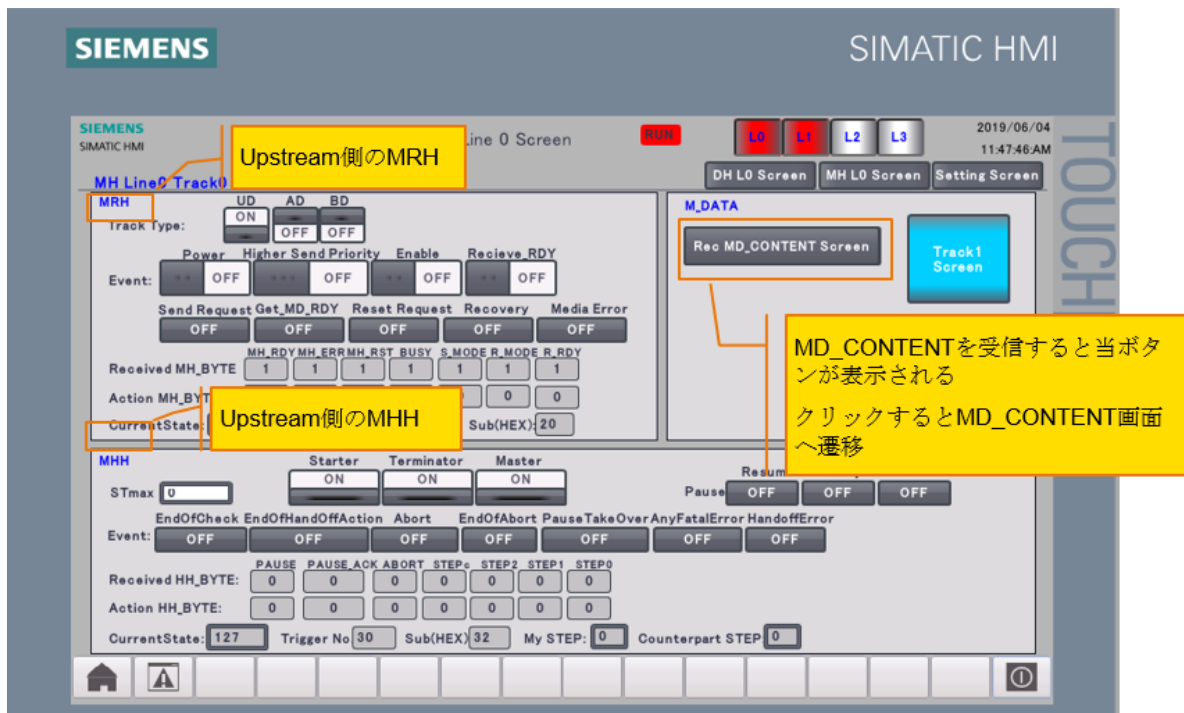 SIEMENS
SIMATIC HMI
TOUCH
SIEMENS
SIMATIC HMI
Line 0 Screen
RUN
L0 L1 L2 L3
2019/06/04
11:47:46:AM
Upstream側のMRH
DH L0 Screen MH L0 Screen Setting Screen
MH Line0 Track0
MRH
UD AD BD
Track Type:
ON OFF OFF
Power Higher Send Priority Enable Recieve_RDY
Event: OFF OFF OFF OFF
Send Request Get_MD_RDY Reset Request Recovery Media Error
OFF OFF OFF OFF OFF
MH_RDY MH_ERR MH_RST BUSY S_MODE R_MODE R_RDY
Received MH_BYTE 1 1 1 1 1 1 1
Action MH_BYT 0 0
CurrentState: Sub(HEX): 20
Upstream側のMHH
M_DATA
Rec MD_CONTENT Screen
Track1
Screen
MD_CONTENTを受信すると当ボタ
ンが表示される
クリックするとMD_CONTENT画面
へ遷移
MHH
Starter Terminator Master
ON ON ON
STmax 0
Resum
Pause OFF OFF OFF
EndOfCheck EndOfHandOffAction Abort EndOfAbort PauseTakeOver AnyFatalError HandoffError
Event: OFF OFF OFF OFF OFF OFF OFF
PAUSE PAUSE_ACK ABORT STEPc STEP2 STEP1 STEP0
Received HH_BYTE: 0 0 0 0 0 0 0
Action HH_BYTE: 0 0 0 0 0 0 0
CurrentState: 127 Trigger No 30 Sub(HEX) 32 My STEP: 0 Counterpart STEP 0